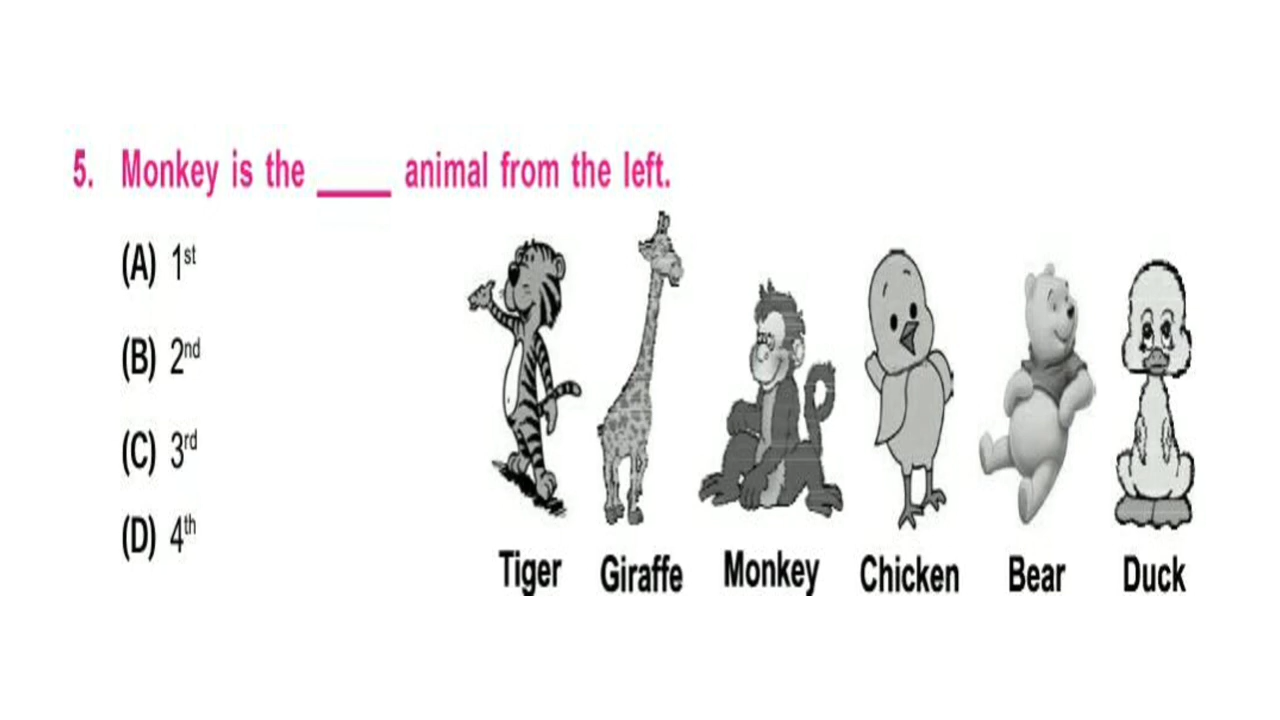 5. Monkey is the ____ animal from the left.
(A) 1st
(B) 2nd
(C) 3rd
(D) 4th
Tiger Giraffe Monkey Chicken Bear Duck